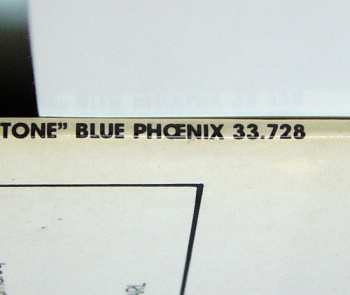 TONE” BLUE PHŒNIX 33.728